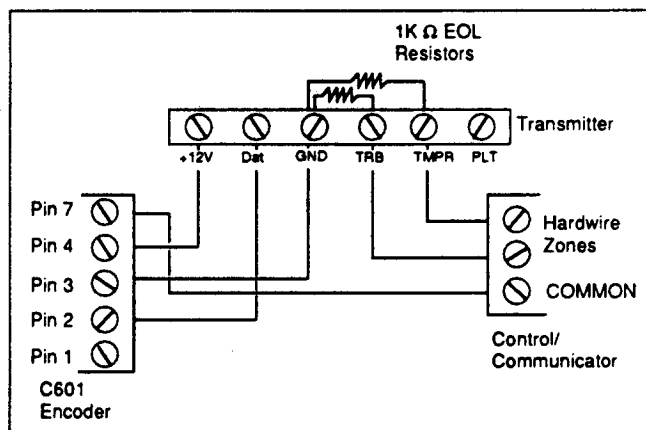 1K Ω EOL
Resistors
Transmitter
+12V Dat GND TRB TMPR PLT
Pin 7
Pin 4
Pin 3
Pin 2
Pin 1
C601
Encoder
Hardwire
Zones
COMMON
Control/
Communicator